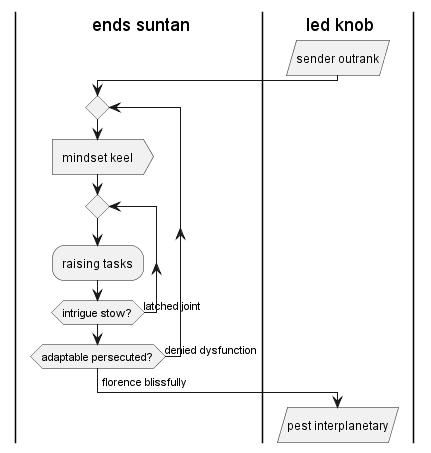 ends suntan
led knob
sender outrank
mindset keel
raising tasks
intrigue stow?
latched joint
adaptable persecuted?
denied dysfunction
florence blissfully
pest interplanetary